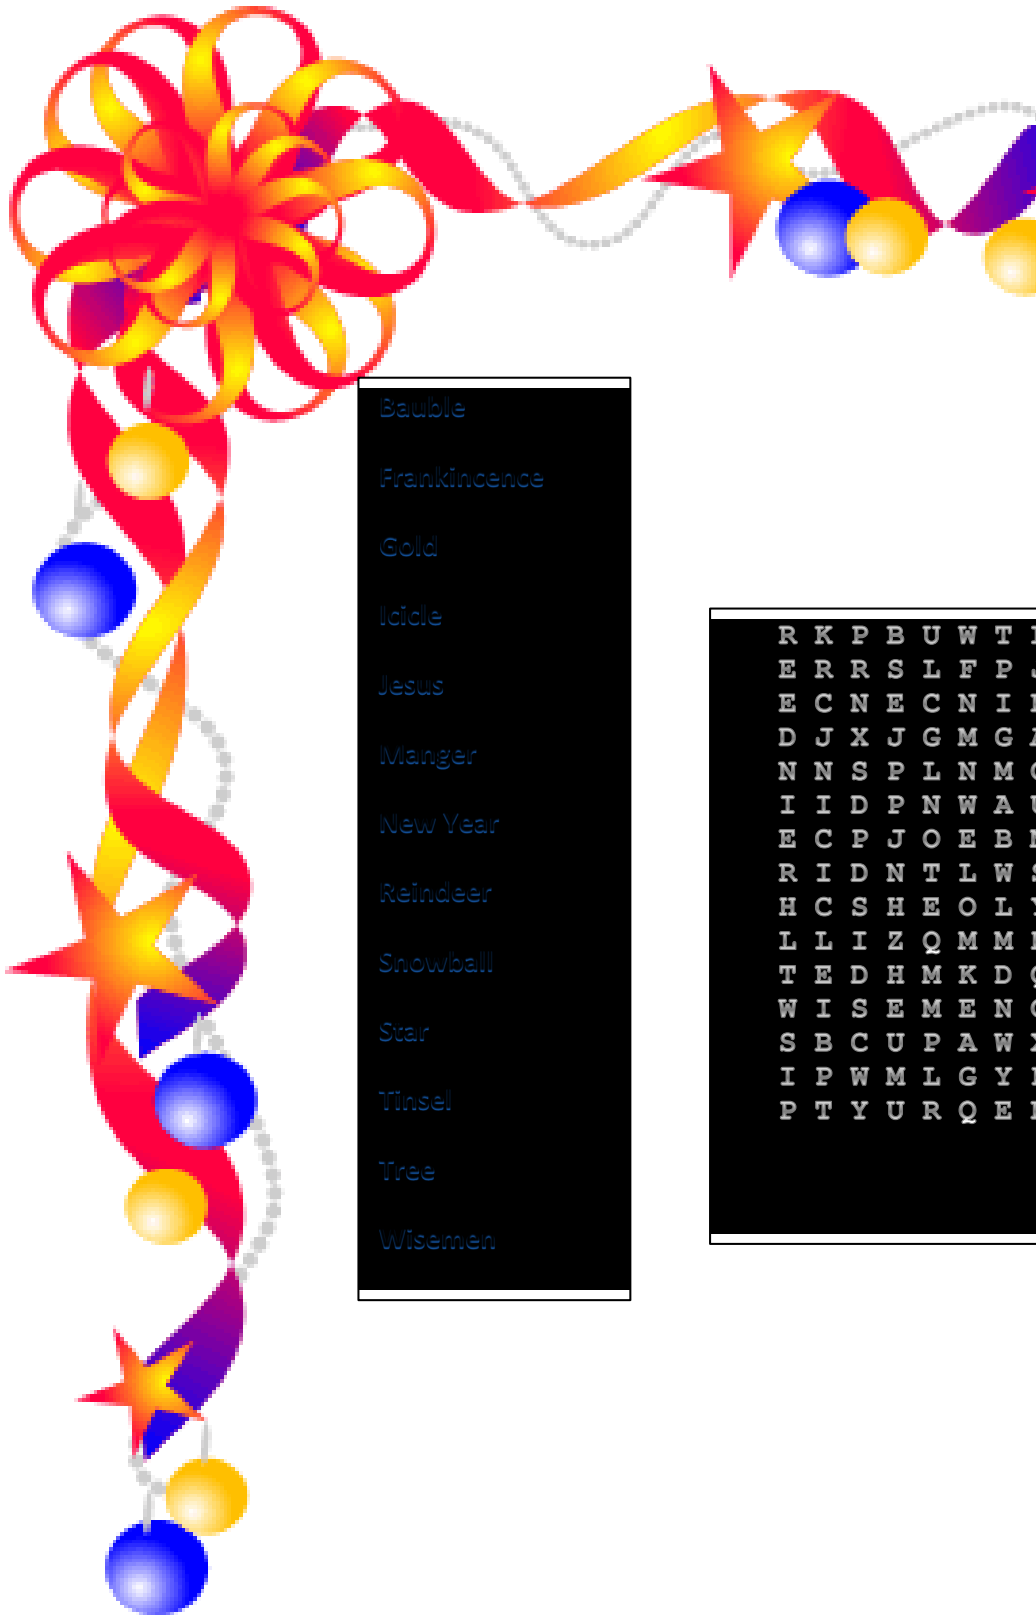 Bauble
Frankincence
Gold
Icicle
Jesus
Manger
New Year
Reindeer
Snowball
Star
Tinsel
Tree
Wisemen
R K P B U W T
E R R S L F P
E C N E C N I
D J X J G M G
N N S P L N M
I I D P N W A
E C P J O E B
R I D N T L W
H C S H E O L
L L I Z Q M M
T E D H M K D
W I S E M E N
S B C U P A W
I P W M L G Y
P T Y U R Q E